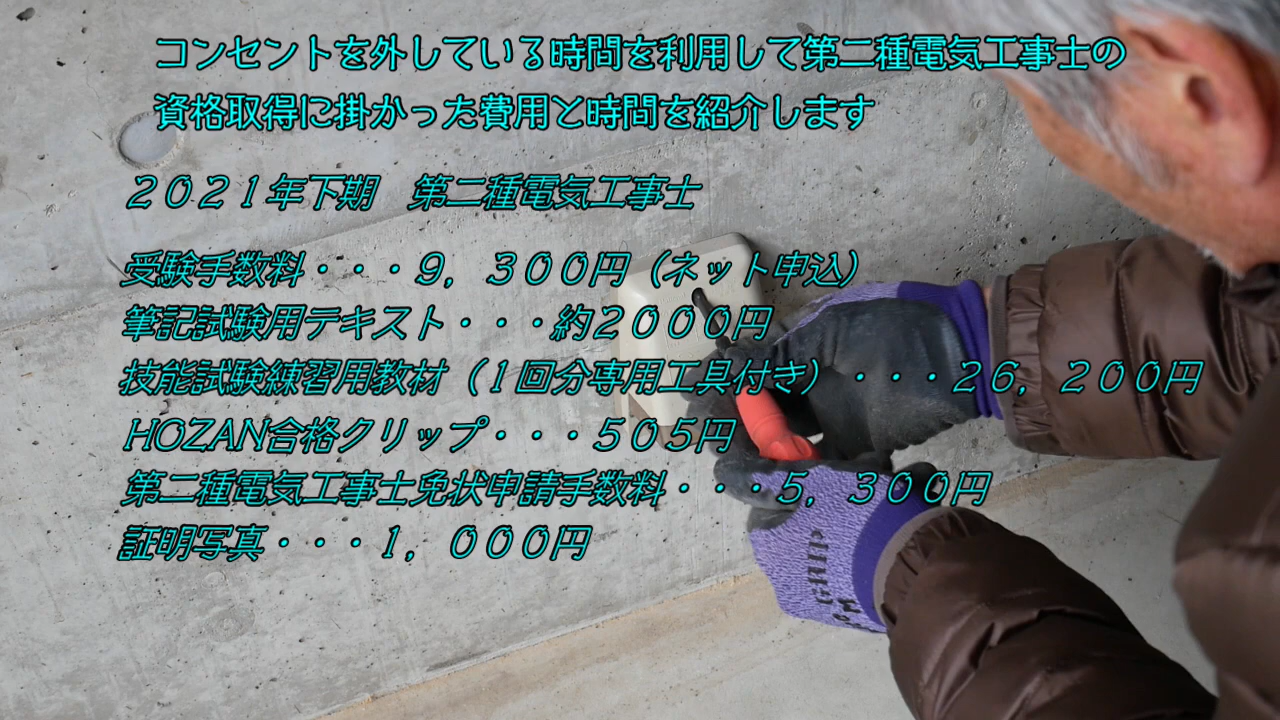 コンセントを外している時間を利用して第二種電気工事士の
資格取得に掛かった費用と時間を紹介します
２０２１年下期　第二種電気工事士
受験手数料・・・９，３００円（ネット申込）
筆記試験用テキスト・・・約２０００円
技能試験練習用教材（１回分専用工具付き）・・・２６，２００円
HOZAN合格クリップ・・・５０５円
第二種電気工事士免状申請手数料・・・５，３００円
証明写真・・・１，０００円
GRIP